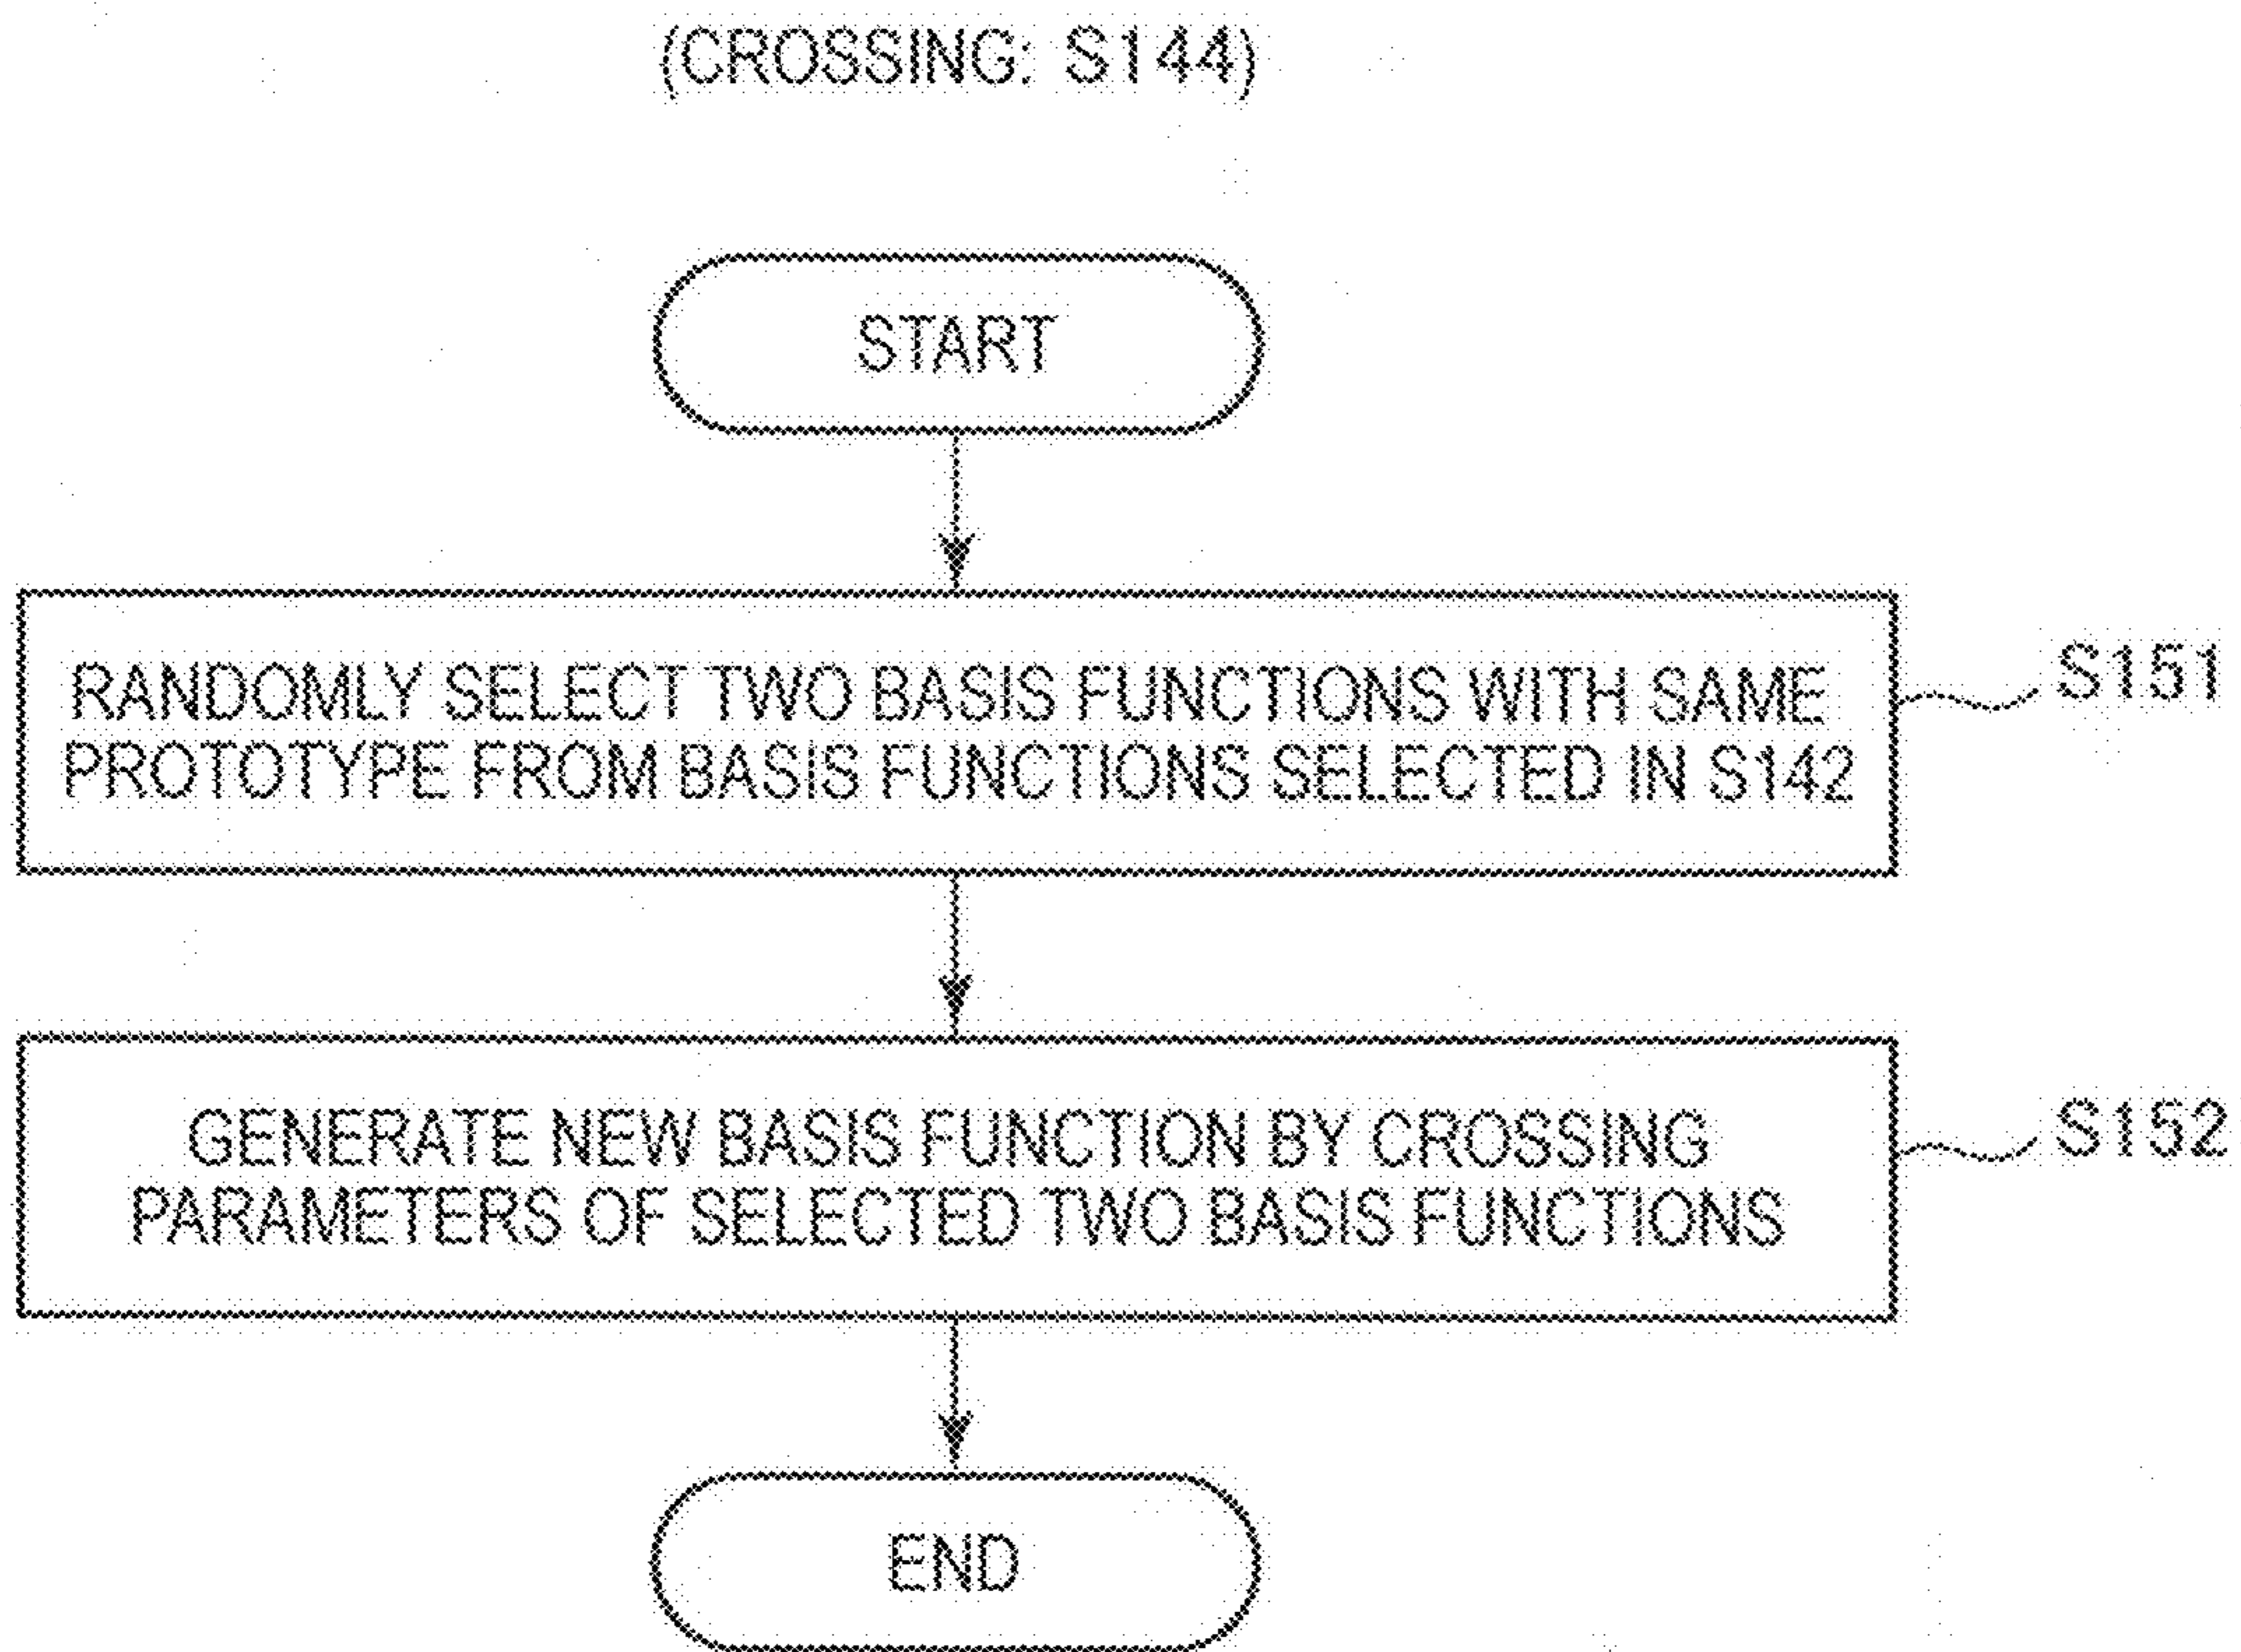 (CROSSING: S144)
START
RANDOMLY SELECT TWO BASIS FUNCTIONS WITH SAME
PROTOTYPE FROM BASIS FUNCTIONS SELECTED IN S142
S151
GENERATE NEW BASIS FUNCTION BY CROSSING
PARAMETERS OF SELECTED TWO BASIS FUNCTIONS
S152
END